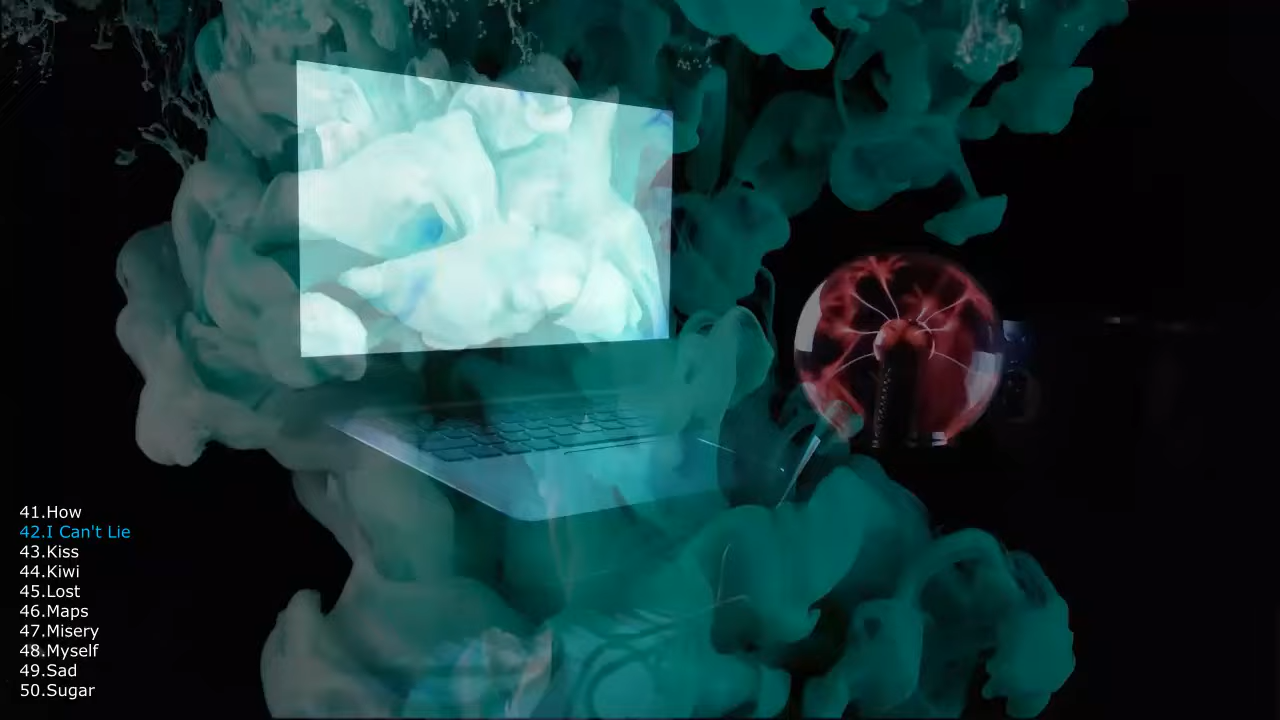 41.How
42.I Can't Lie
43.Kiss
44.Kiwi
45.Lost
46.Maps
47.Misery
48.Myself
49.Sad
50.Sugar